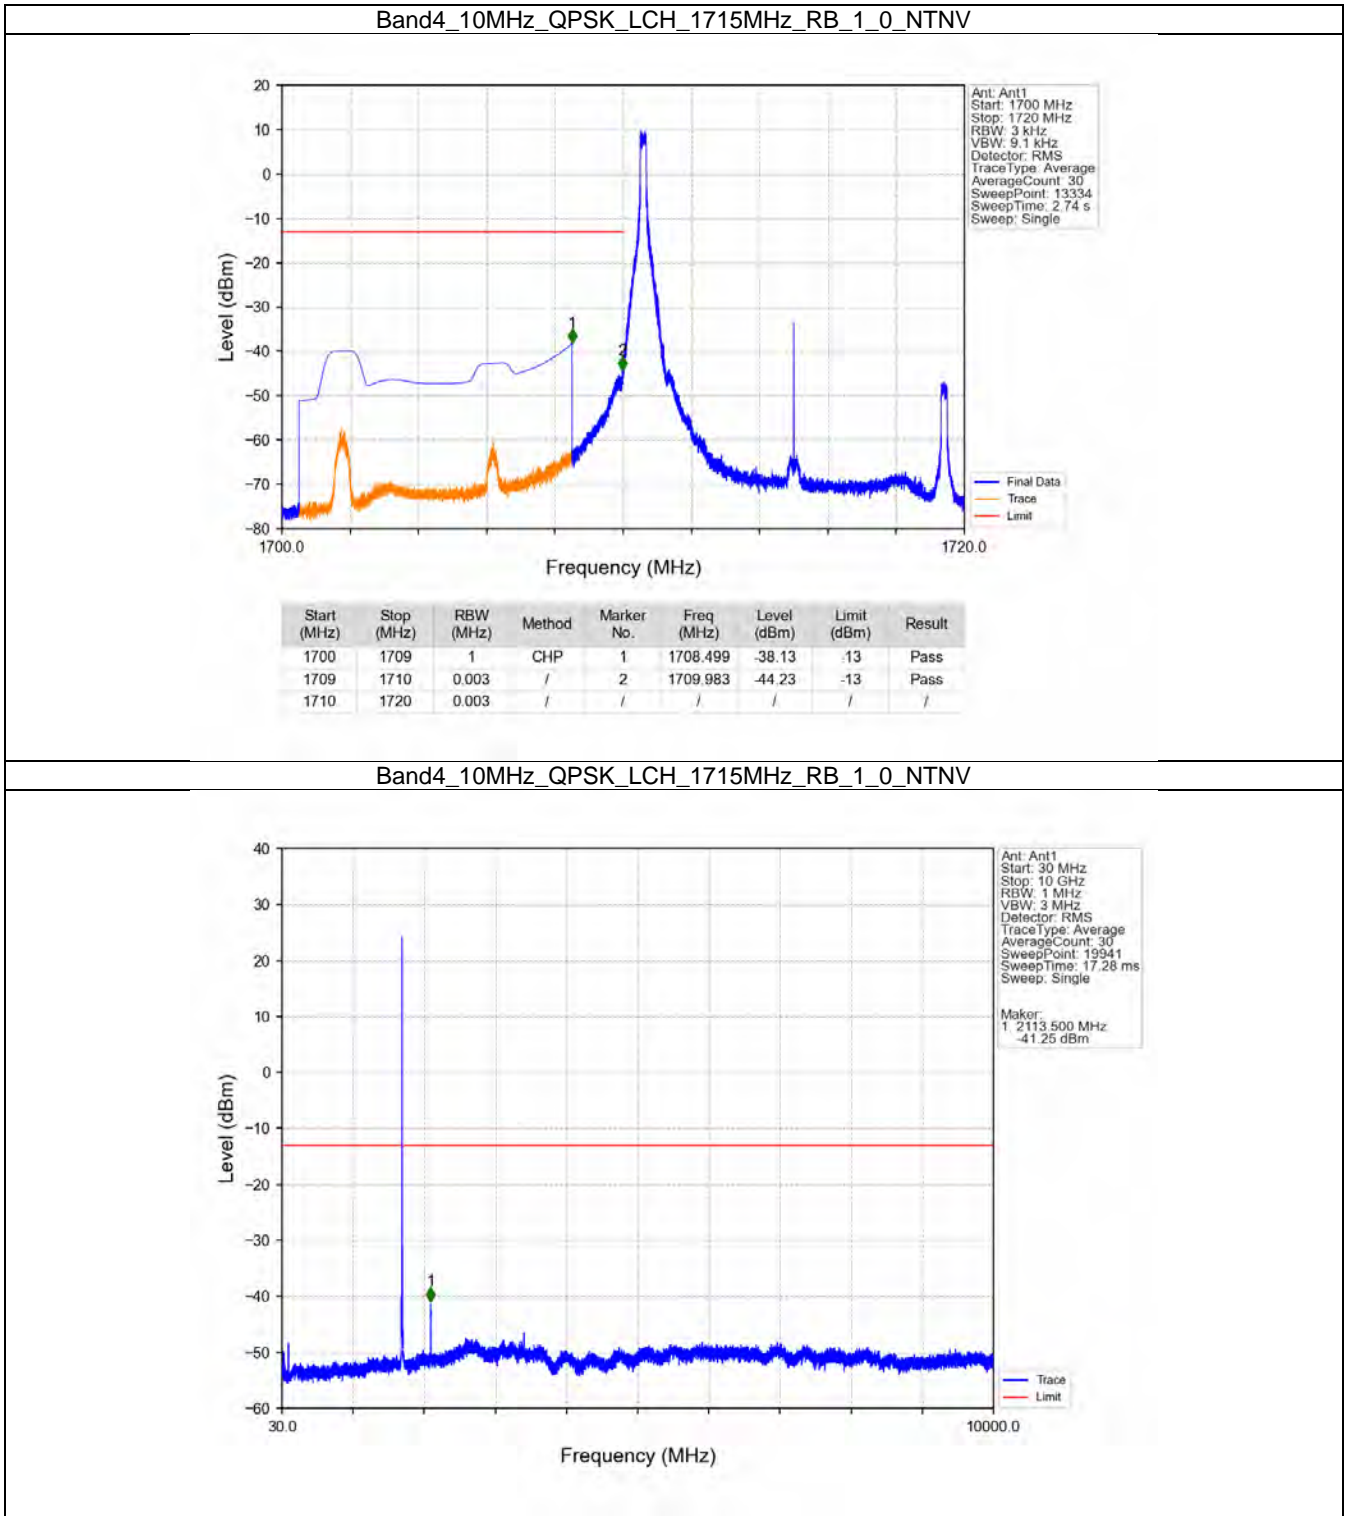 Band4_10MHz_QPSK_LCH_1715MHz_RB_1_0_NTNV
20
10
0
−10
−20
−30
−40
−50
−60
−70
−80
Level (dBm)
1
2
1700.0
1720.0
Frequency (MHz)
Ant: Ant1
Start: 1700 MHz
Stop: 1720 MHz
RBW: 3 kHz
VBW: 9.1 kHz
Detector: RMS
TraceType: Average
AverageCount: 30
SweepPoint: 13334
SweepTime: 2.74 s
Sweep: Single
Final Data
Trace
Limit
Start (MHz) Stop (MHz) RBW (MHz) Method Marker No. Freq (MHz) Level (dBm) Limit (dBm) Result
1700 1709 1 CHP 1 1708.499 -38.13 -13 Pass
1709 1710 0.003 / 2 1709.983 -44.23 -13 Pass
1710 1720 0.003 / / / / / /
Band4_10MHz_QPSK_LCH_1715MHz_RB_1_0_NTNV
40
30
20
10
0
−10
−20
−30
−40
−50
−60
Level (dBm)
1
30.0
10000.0
Frequency (MHz)
Ant: Ant1
Start: 30 MHz
Stop: 10 GHz
RBW: 1 MHz
VBW: 3 MHz
Detector: RMS
TraceType: Average
AverageCount: 30
SweepPoint: 19941
SweepTime: 17.28 ms
Sweep: Single
Maker:
1. 2113.500 MHz
-41.25 dBm
Trace
Limit